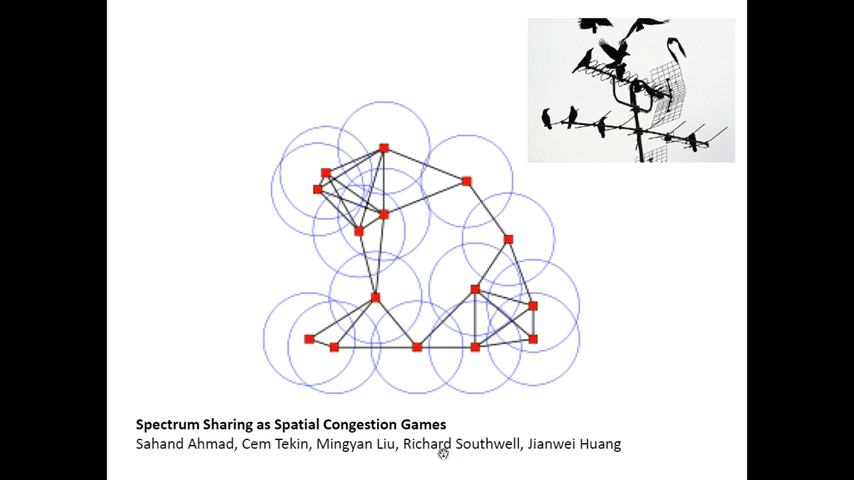 Spectrum Sharing as Spatial Congestion Games
Sahand Ahmad, Cem Tekin, Mingyan Liu, Richard Southwell, Jianwei Huang